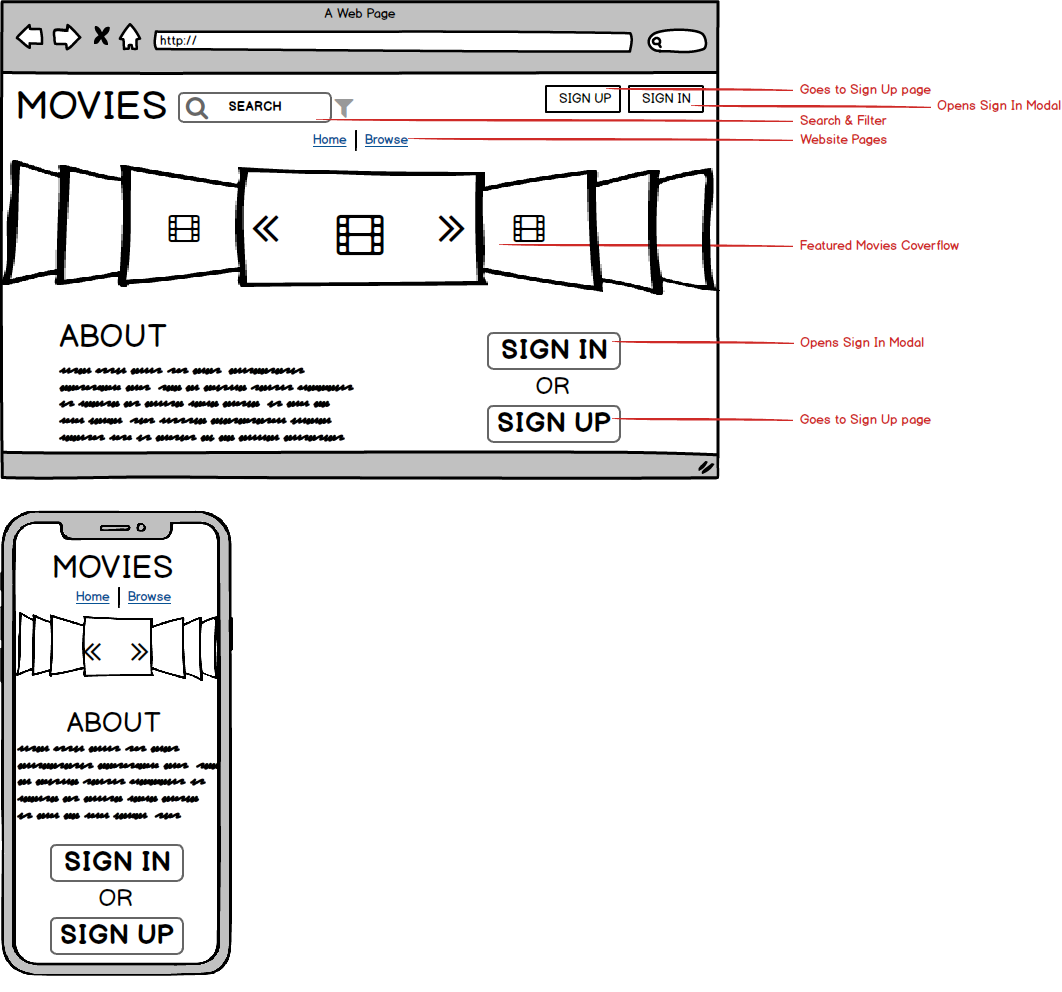 A Web Page
http://
MOVIES
SEARCH
SIGN UP
SIGN IN
Goes to Sign Up page
Opens Sign In Modal
Search & Filter
Home
Browse
Website Pages
Featured Movies Coverflow
ABOUT
SIGN IN
Opens Sign In Modal
OR
SIGN UP
Goes to Sign Up page
MOVIES
Home
Browse
ABOUT
SIGN IN
OR
SIGN UP